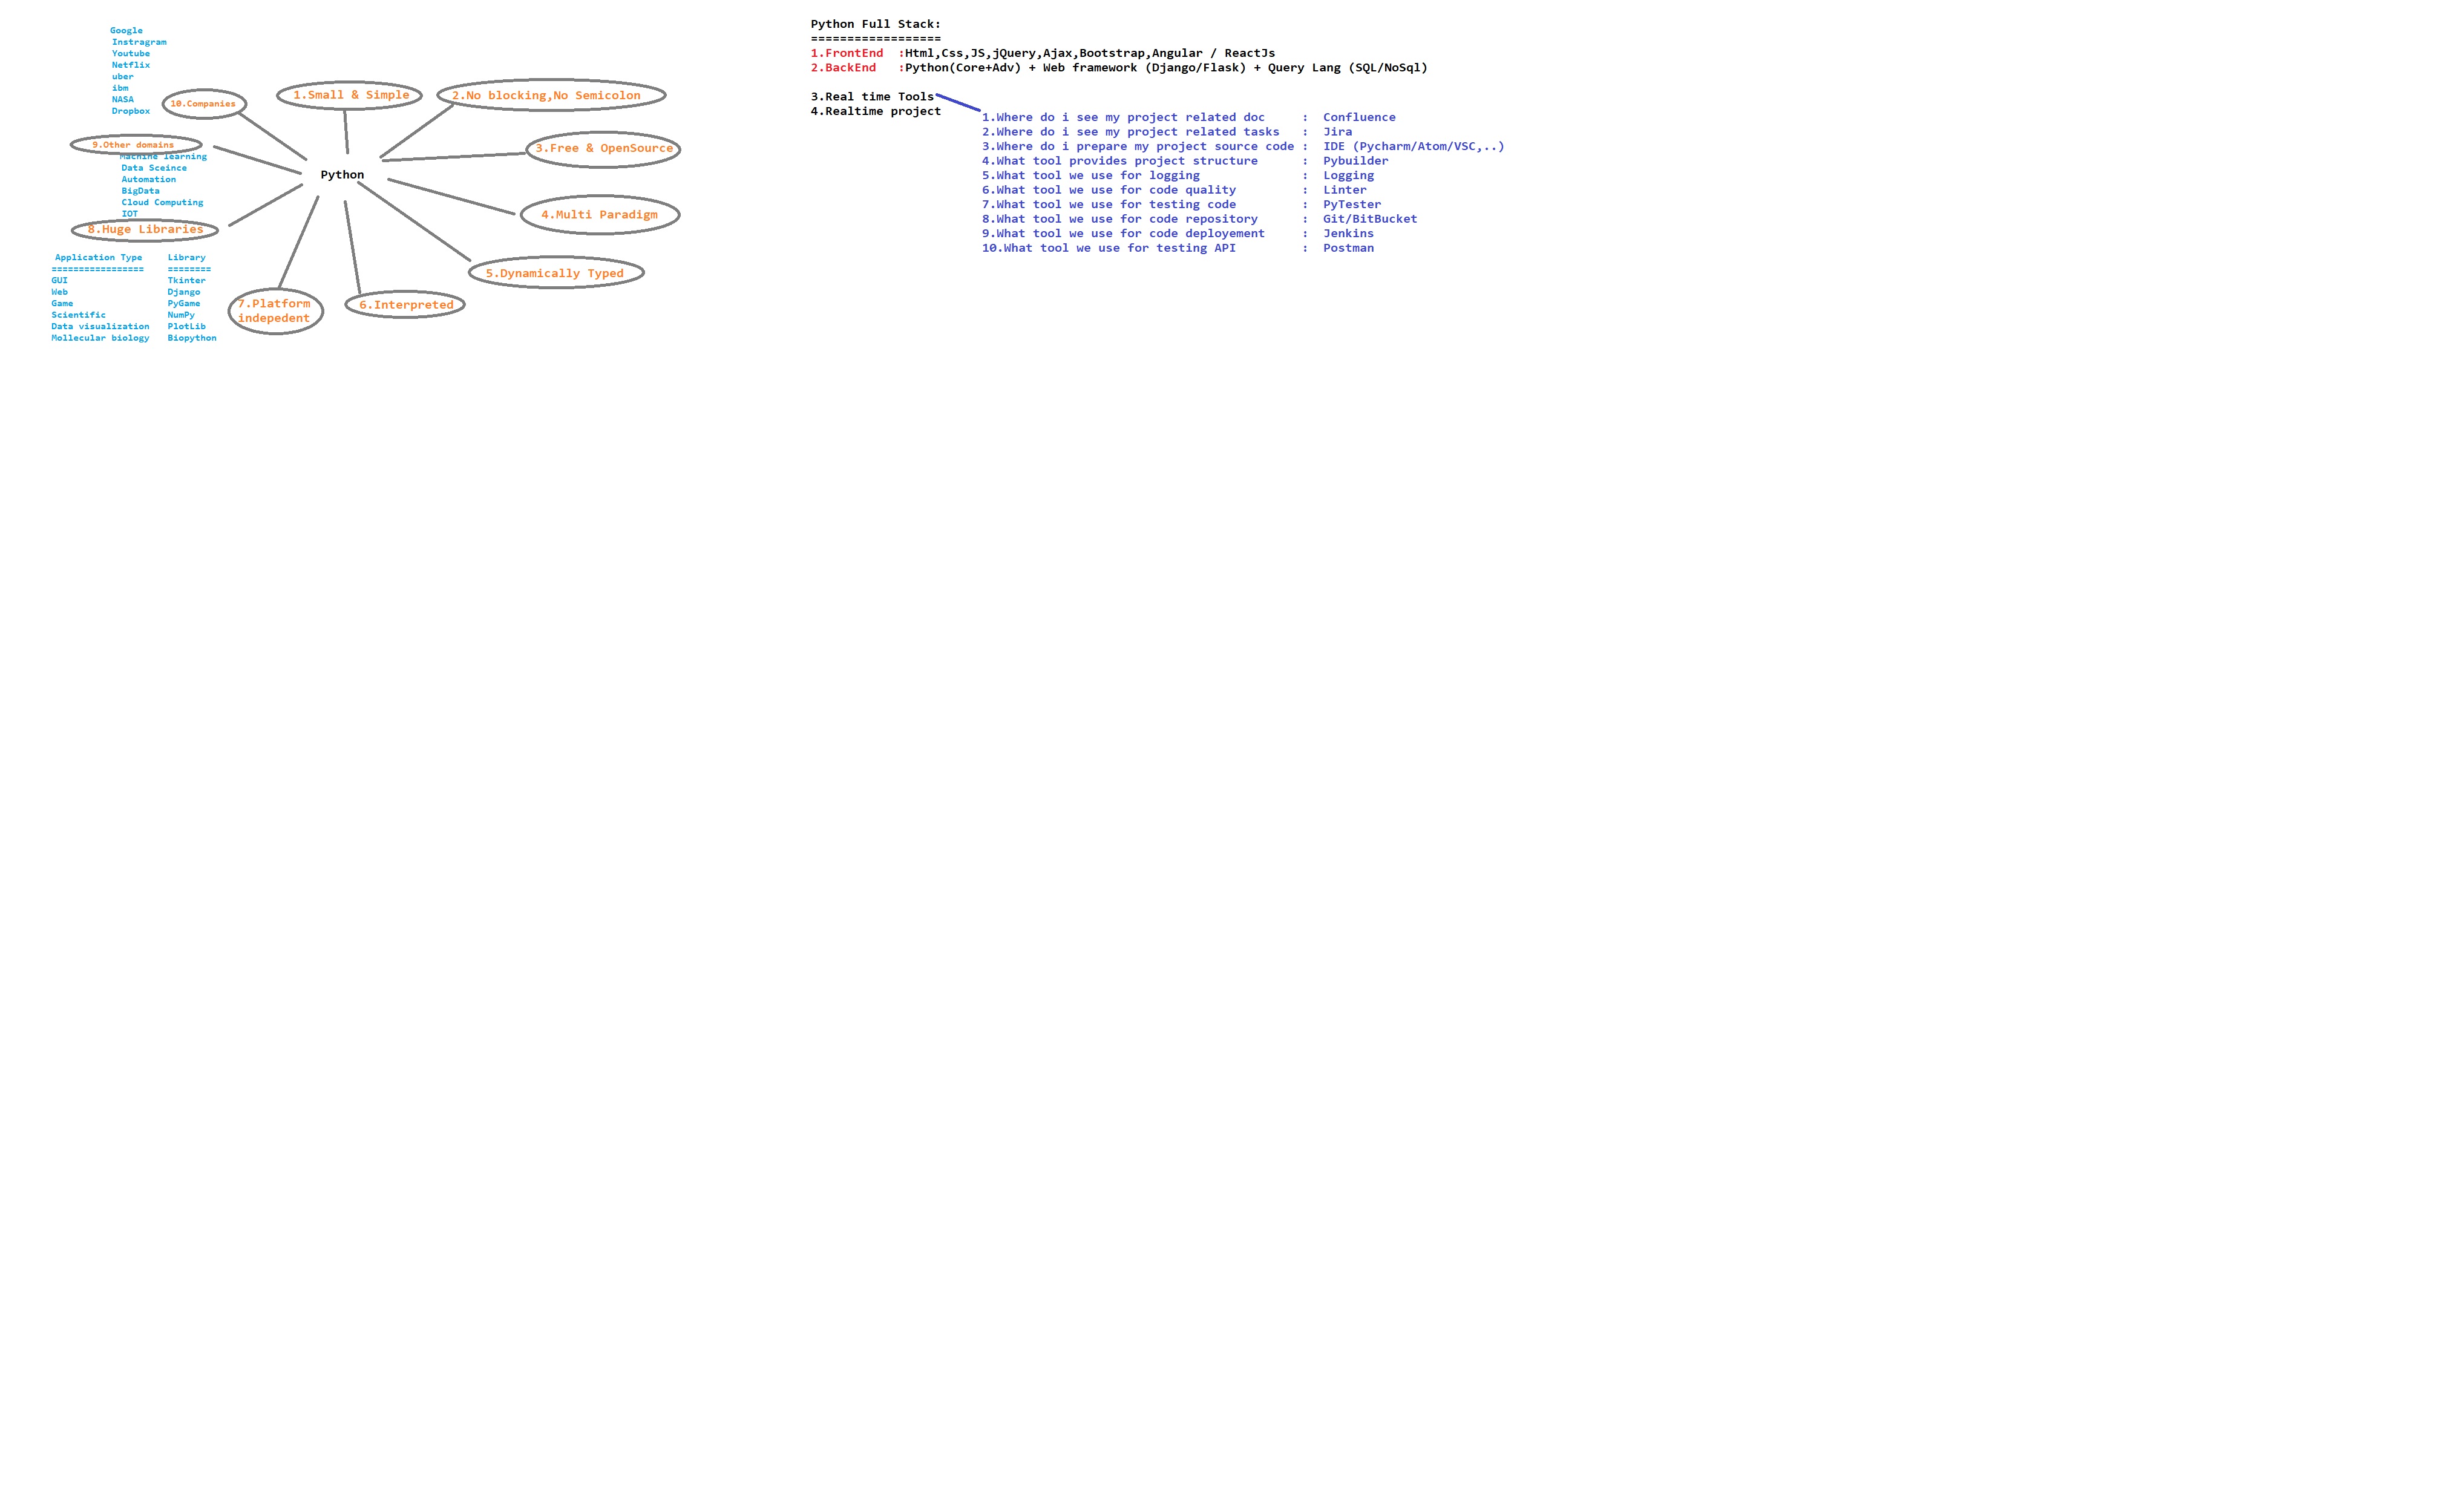 Google
Instragram
Youtube
Netflix
uber
ibm
NASA
Dropbox
10.Companies
1.Small & Simple
2.No blocking,No Semicolon
3.Free & OpenSource
4.Multi Paradigm
5.Dynamically Typed
6.Interpreted
7.Platform
indepedent
Python
9.Other domains
Machine learning
Data Sceince
Automation
BigData
Cloud Computing
IOT
8.Huge Libraries
Application Type Library
================= ========
GUI Tkinter
Web Django
Game PyGame
Scientific NumPy
Data visualization PlotLib
Mollecular biology Biopython
Python Full Stack:
==================
1.FrontEnd :Html,Css,JS,jQuery,Ajax,Bootstrap,Angular / ReactJs
2.BackEnd :Python(Core+Adv) + Web framework (Django/Flask) + Query Lang (SQL/NoSql)
3.Real time Tools
4.Realtime project
1.Where do i see my project related doc : Confluence
2.Where do i see my project related tasks : Jira
3.Where do i prepare my project source code : IDE (Pycharm/Atom/VSC,..)
4.What tool provides project structure : Pybuilder
5.What tool we use for logging : Logging
6.What tool we use for code quality : Linter
7.What tool we use for testing code : PyTester
8.What tool we use for code repository : Git/BitBucket
9.What tool we use for code deployement : Jenkins
10.What tool we use for testing API : Postman